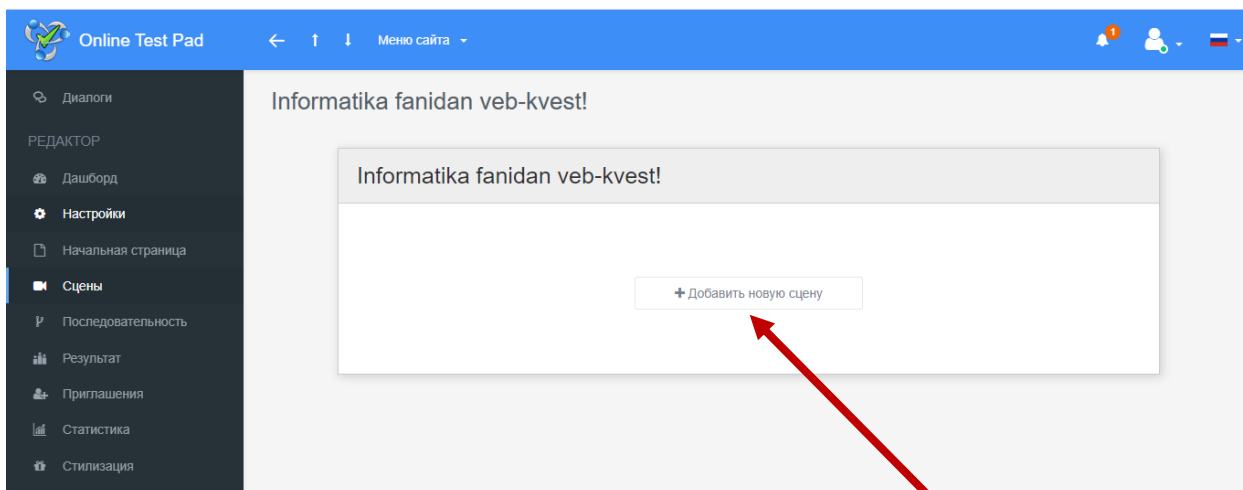 Online Test Pad
Меню сайта
1
Диалоги
РЕДАКТОР
Дашборд
Настройки
Начальная страница
Сцены
Последовательность
Результат
Приглашения
Статистика
Стилизация
Informatika fanidan veb-kvest!
Informatika fanidan veb-kvest!
+ Добавить новую сцену